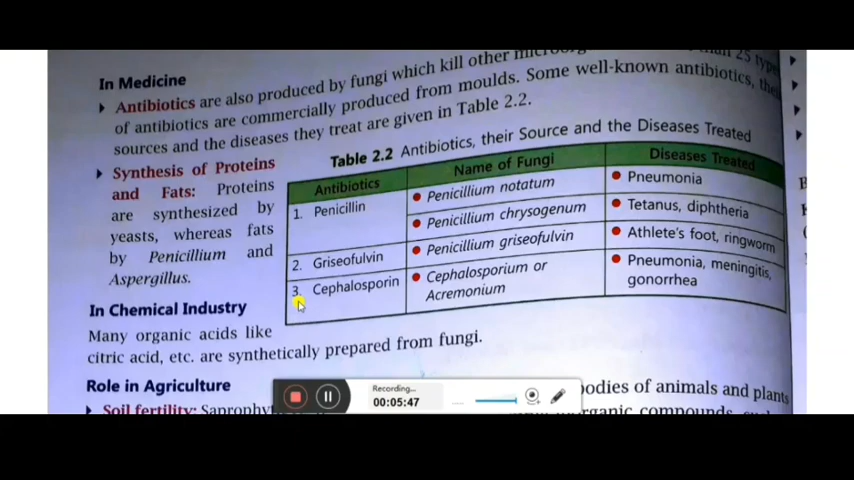 In Medicine
Antibiotics are also produced by fungi which kill other than 25 types
of antibiotics are commercially produced from moulds. Some well-known antibiotics, their
sources and the diseases they treat are given in Table 2.2.
Synthesis of Proteins
and Fats: Proteins
are synthesized by
yeasts, whereas fats
by Penicillium and
Aspergillus.
Table 2.2 Antibiotics, their Source and the Diseases Treated
Antibiotics Name of Fungi Diseases Treated
1. Penicillin Penicillium notatum Pneumonia
Penicillium chrysogenum Tetanus, diphtheria
2. Griseofulvin Penicillium griseofulvin Athlete's foot, ringworm
3. Cephalosporin Cephalosporium or Pneumonia, meningitis,
Acremonium gonorrhea
In Chemical Industry
Many organic acids like
citric acid, etc. are synthetically prepared from fungi.
Role in Agriculture
Soil fertility: bodies of animals and plants
compounds,
Recording...
00:05:47